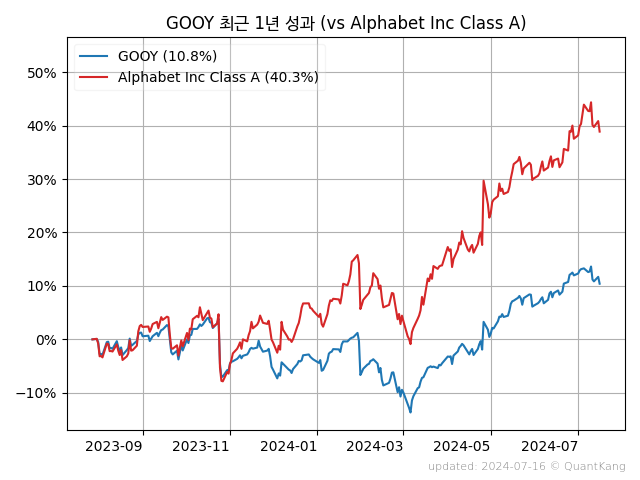 GOOY 최근 1년 성과 (vs Alphabet Inc Class A)
GOOY (10.8%)
Alphabet Inc Class A (40.3%)
50%
40%
30%
20%
10%
0%
−10%
2023-09 2023-11 2024-01 2024-03 2024-05 2024-07
updated: 2024-07-16 © QuantKang